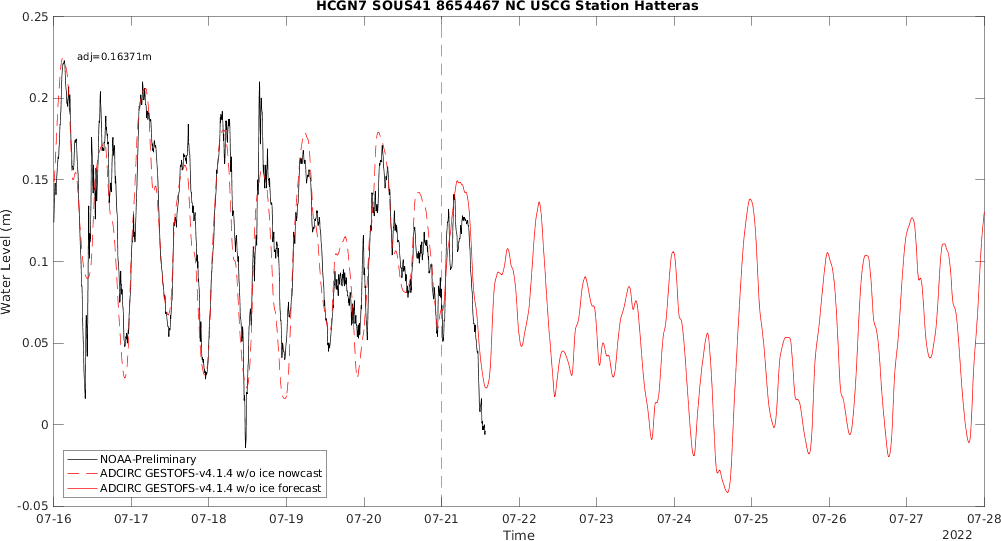 HCGN7 SOUS41 8654467 NC USCG Station Hatteras
adj=0.16371m
Water Level (m)
0.25
0.2
0.15
0.1
0.05
0
-0.05
NOAA-Preliminary
ADCIRC GESTOFS-v4.1.4 w/o ice nowcast
ADCIRC GESTOFS-v4.1.4 w/o ice forecast
07-16 07-17 07-18 07-19 07-20 07-21 07-22 07-23 07-24 07-25 07-26 07-27 07-28
Time
2022